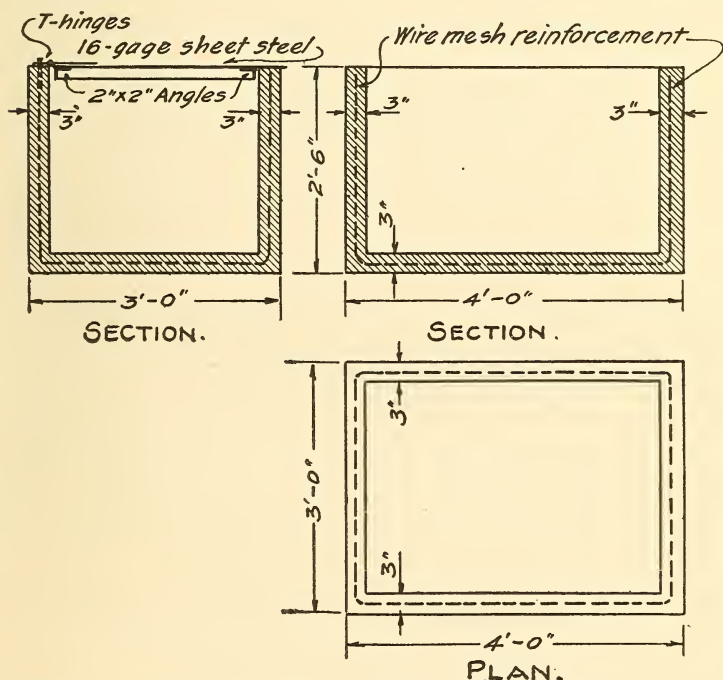 T-hinges
16-gage sheet steel
2"x2" Angles
3"
3"
2'-6"
3'-0"
SECTION.
Wire mesh reinforcement
3"
3"
3"
4'-0"
SECTION.
3"
3'-0"
3"
4'-0"
PLAN.